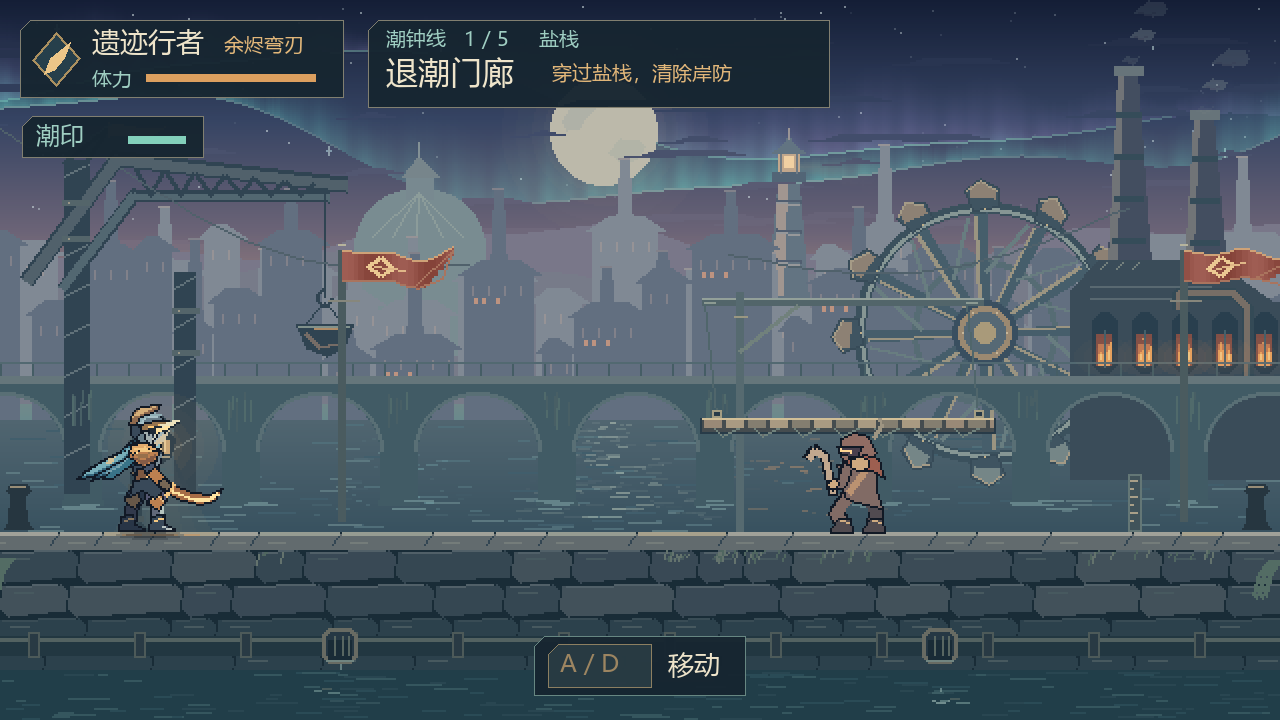 遗迹行者 余烬弯刃
体力
潮印
潮钟线 1 / 5 盐栈
退潮门廊 穿过盐栈，清除岸防
A / D 移动